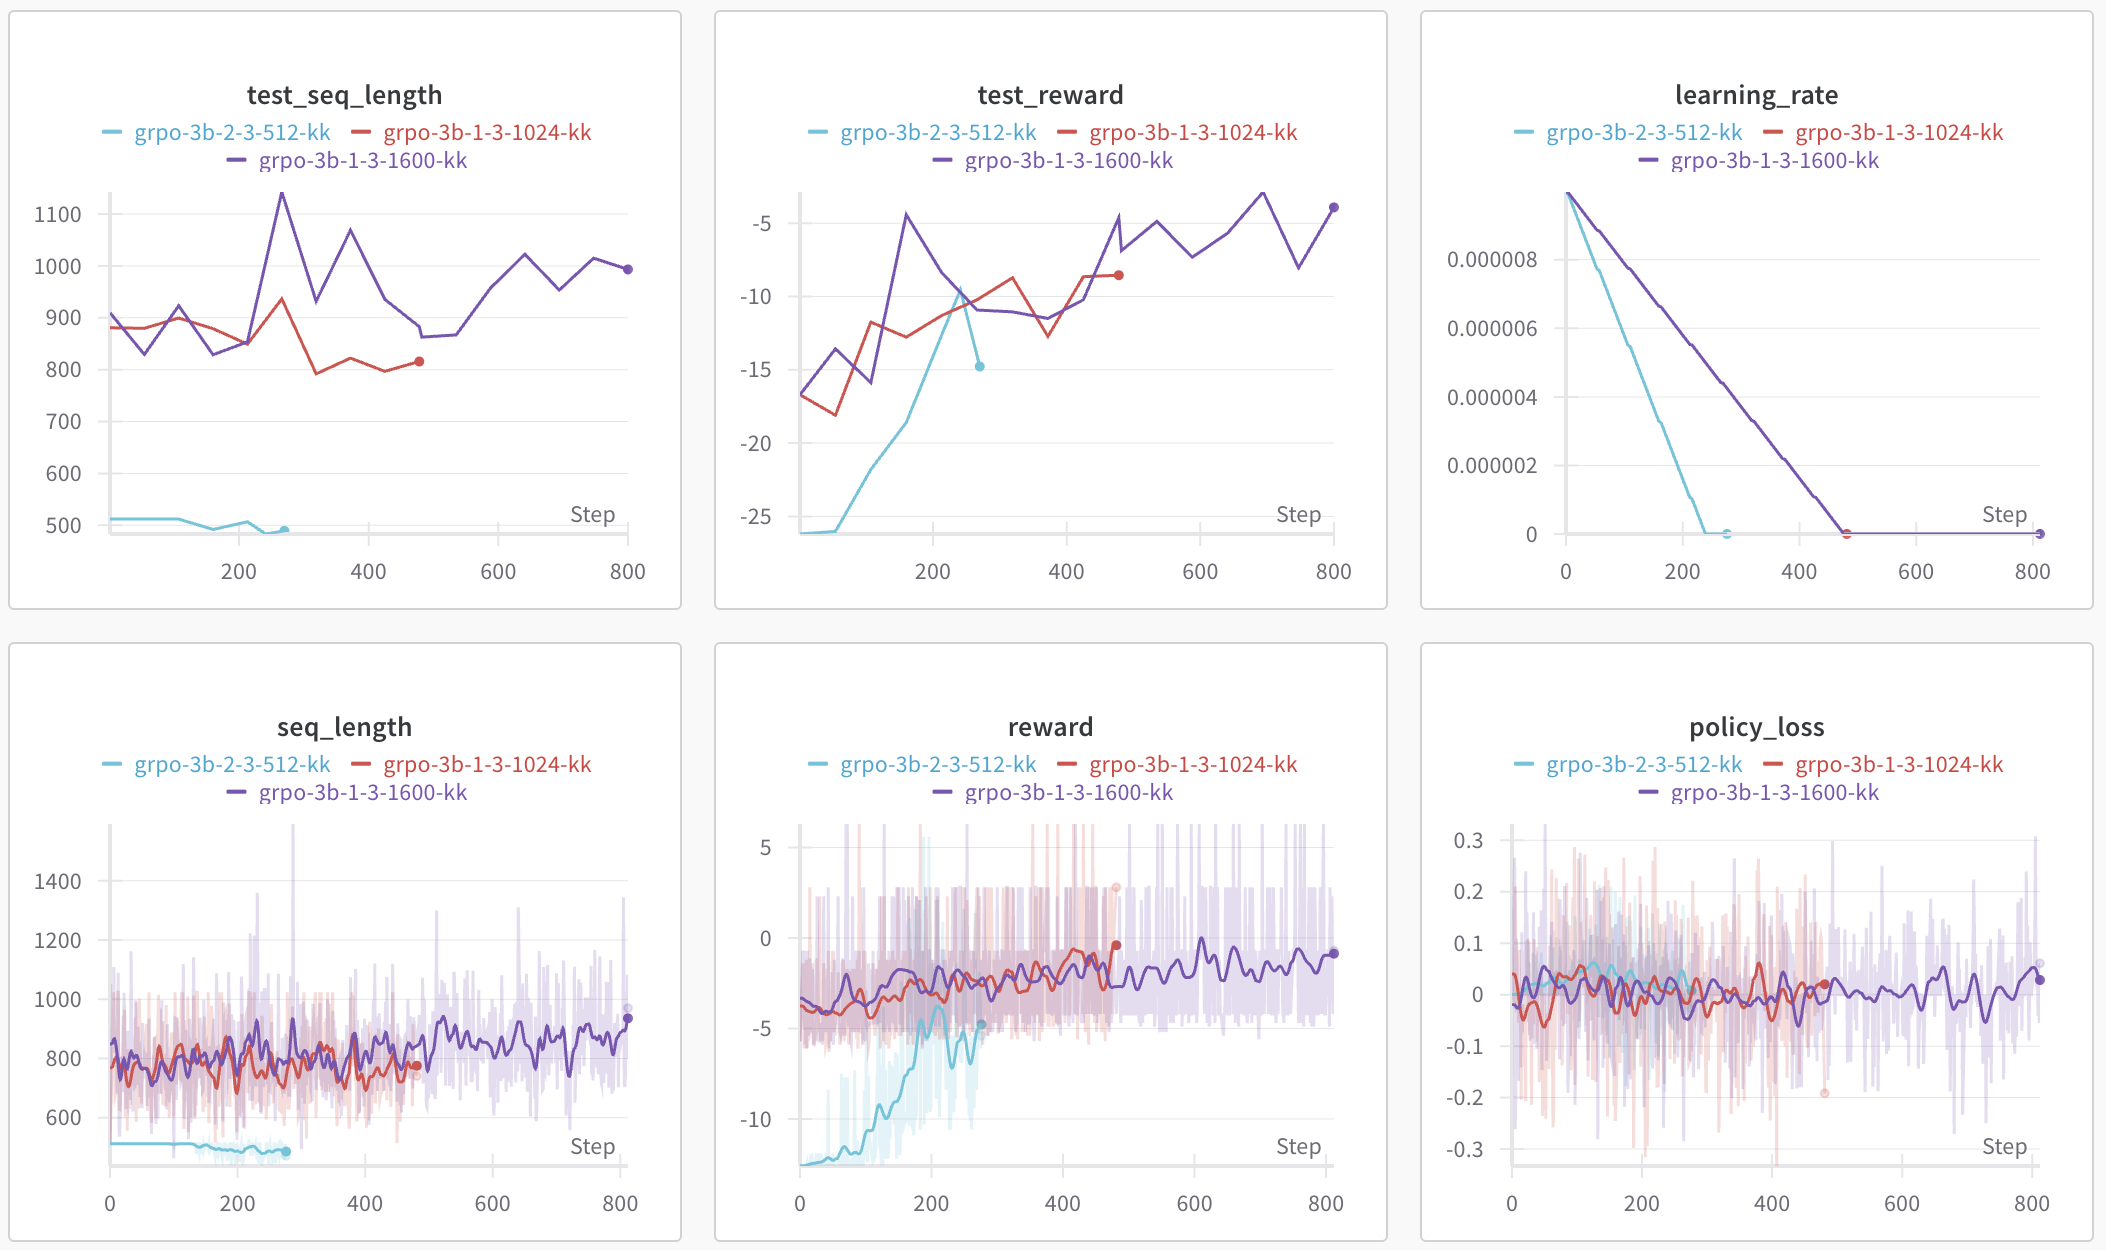 test_seq_length
grpo-3b-2-3-512-kk grpo-3b-1-3-1024-kk
grpo-3b-1-3-1600-kk
1100
1000
900
800
700
600
500
Step
200 400 600 800
test_reward
grpo-3b-2-3-512-kk grpo-3b-1-3-1024-kk
grpo-3b-1-3-1600-kk
-5
-10
-15
-20
-25
Step
200 400 600 800
learning_rate
grpo-3b-2-3-512-kk grpo-3b-1-3-1024-kk
grpo-3b-1-3-1600-kk
0.000008
0.000006
0.000004
0.000002
0
Step
0 200 400 600 800
seq_length
grpo-3b-2-3-512-kk grpo-3b-1-3-1024-kk
grpo-3b-1-3-1600-kk
1400
1200
1000
800
600
Step
0 200 400 600 800
reward
grpo-3b-2-3-512-kk grpo-3b-1-3-1024-kk
grpo-3b-1-3-1600-kk
5
0
-5
-10
Step
0 200 400 600 800
policy_loss
grpo-3b-2-3-512-kk grpo-3b-1-3-1024-kk
grpo-3b-1-3-1600-kk
0.3
0.2
0.1
0
-0.1
-0.2
-0.3
Step
0 200 400 600 800